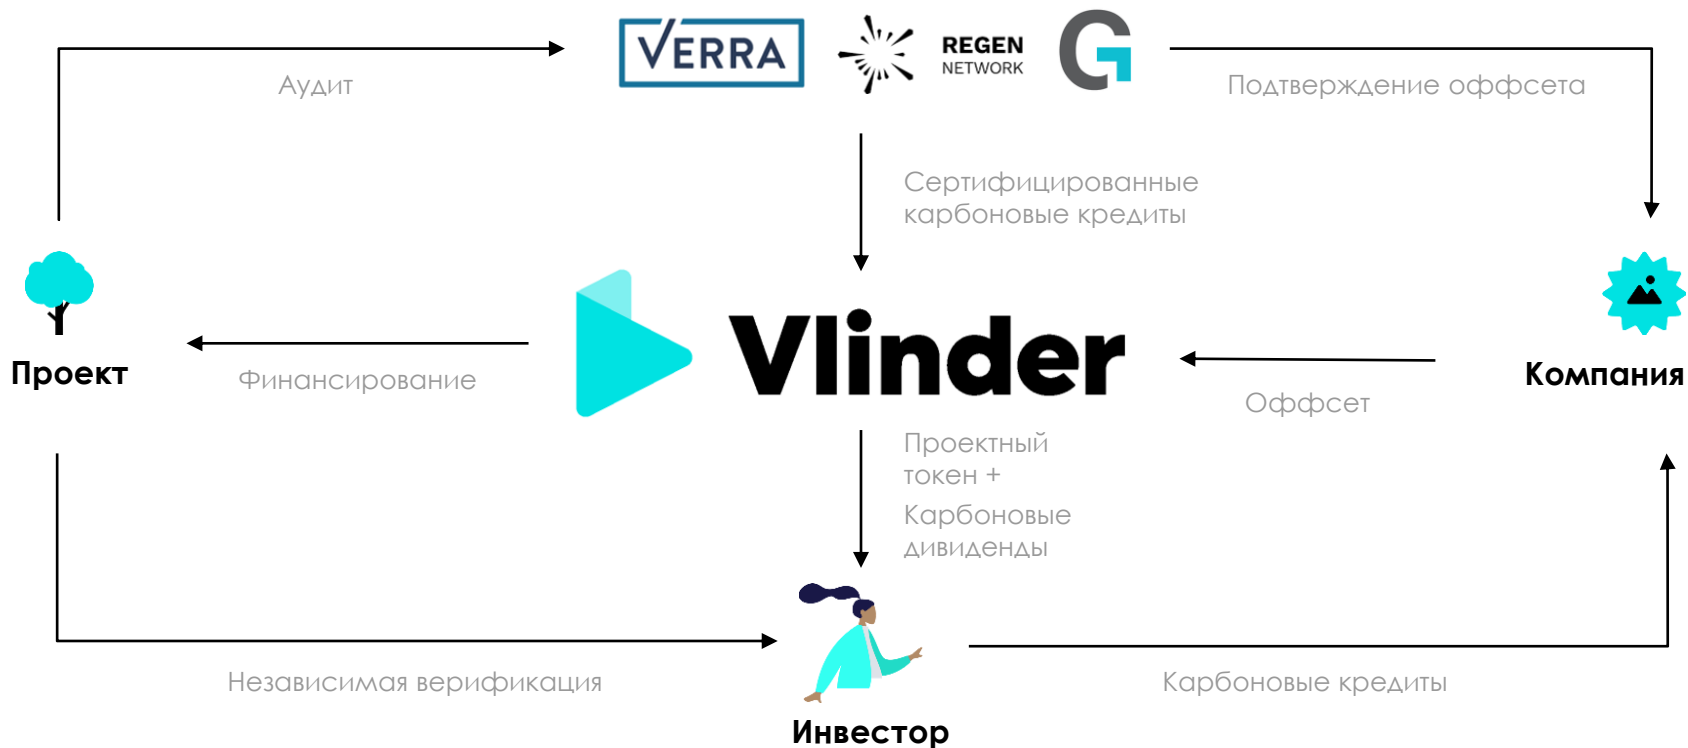 VERRA
REGEN
NETWORK
G
Аудит
Подтверждение оффсета
Сертифицированные
карбоновые кредиты
Vlinder
Проект
Финансирование
Компания
Оффсет
Проектный
токен +
Карбоновые
дивиденды
Независимая верификация
Карбоновые кредиты
Инвестор